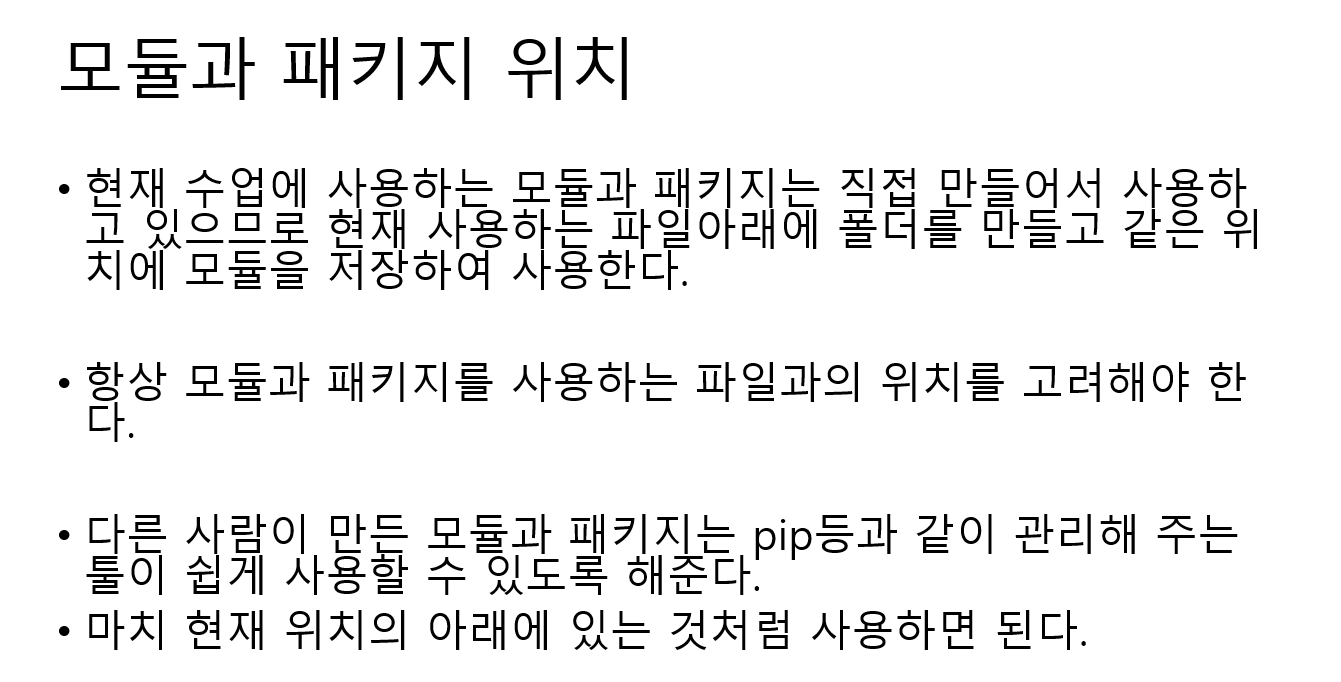 모듈과 패키지 위치
• 현재 수업에 사용하는 모듈과 패키지는 직접 만들어서 사용하
고 있으므로 현재 사용하는 파일아래에 폴더를 만들고 같은 위
치에 모듈을 저장하여 사용한다.
• 항상 모듈과 패키지를 사용하는 파일과의 위치를 고려해야 한
다.
• 다른 사람이 만든 모듈과 패키지는 pip등과 같이 관리해 주는
툴이 쉽게 사용할 수 있도록 해준다.
• 마치 현재 위치의 아래에 있는 것처럼 사용하면 된다.